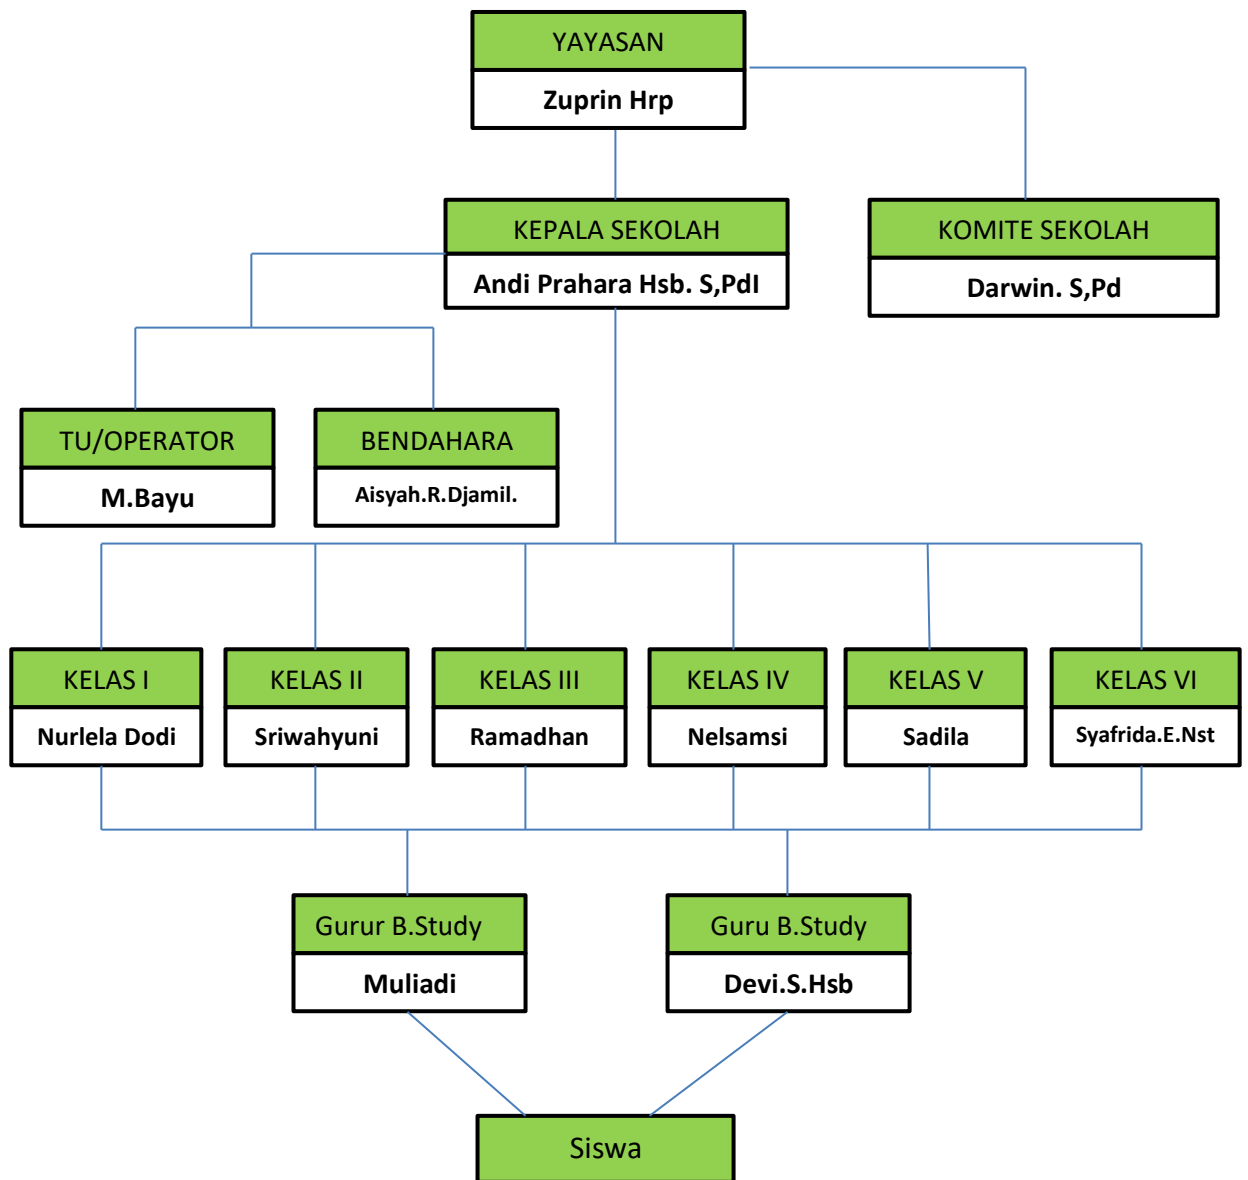 YAYASAN
Zuprin Hrp
KEPALA SEKOLAH
Andi Prahara Hsb. S,PdI
KOMITE SEKOLAH
Darwin. S,Pd
TU/OPERATOR
M.Bayu
BENDAHARA
Aisyah.R.Djamil.
KELAS I
Nurlela Dodi
KELAS II
Sriwahyuni
KELAS III
Ramadhan
KELAS IV
Nelsamsi
KELAS V
Sadila
KELAS VI
Syafrida.E.Nst
Gurur B.Study
Muliadi
Guru B.Study
Devi.S.Hsb
Siswa